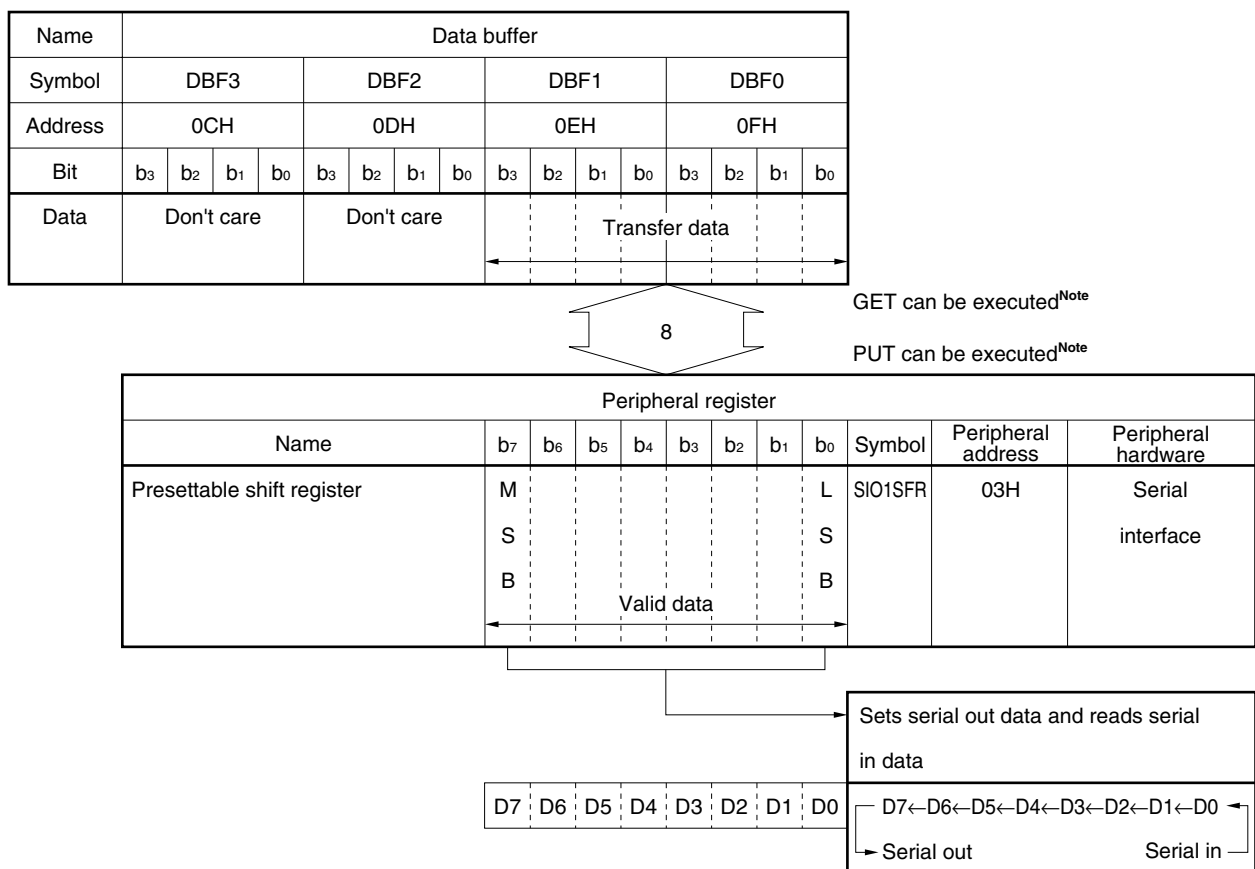 Name Data buffer
Symbol DBF3 DBF2 DBF1 DBF0
Address 0CH 0DH 0EH 0FH
Bit b3 b2 b1 b0 b3 b2 b1 b0 b3 b2 b1 b0 b3 b2 b1 b0
Data Don't care Don't care Transfer data
GET can be executedNote
8
PUT can be executedNote
Peripheral register
Name b7 b6 b5 b4 b3 b2 b1 b0 Symbol Peripheral address Peripheral hardware
Presettable shift register M L SIO1SFR 03H Serial
S S interface
B B
Valid data
Sets serial out data and reads serial
in data
D7 D6 D5 D4 D3 D2 D1 D0 D7←D6←D5←D4←D3←D2←D1←D0
Serial out Serial in